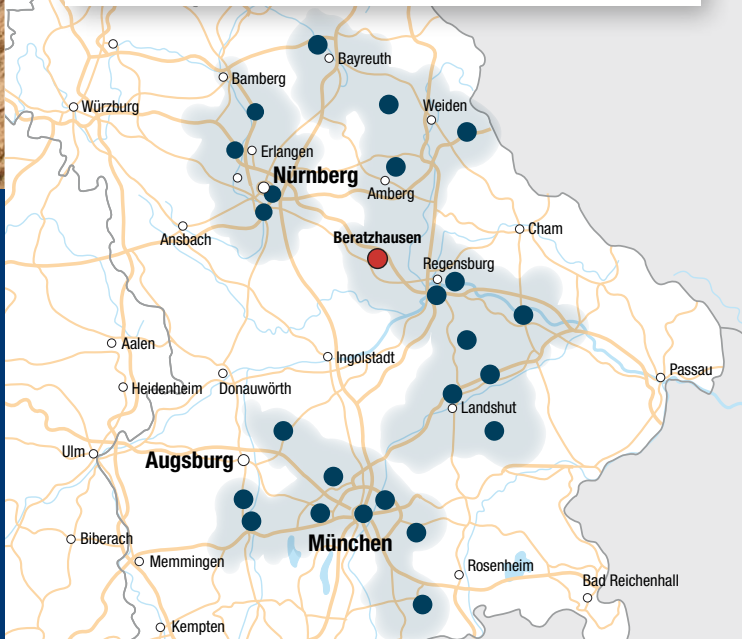 Bayreuth
Bamberg
Weiden
Würzburg
Erlangen
Nürnberg
Amberg
Ansbach
Beratzhausen
Cham
Regensburg
Aalen
Ingolstadt
Passau
Heidenheim
Donauwörth
Landshut
Ulm
Augsburg
Biberach
München
Memmingen
Rosenheim
Bad Reichenhall
Kempten